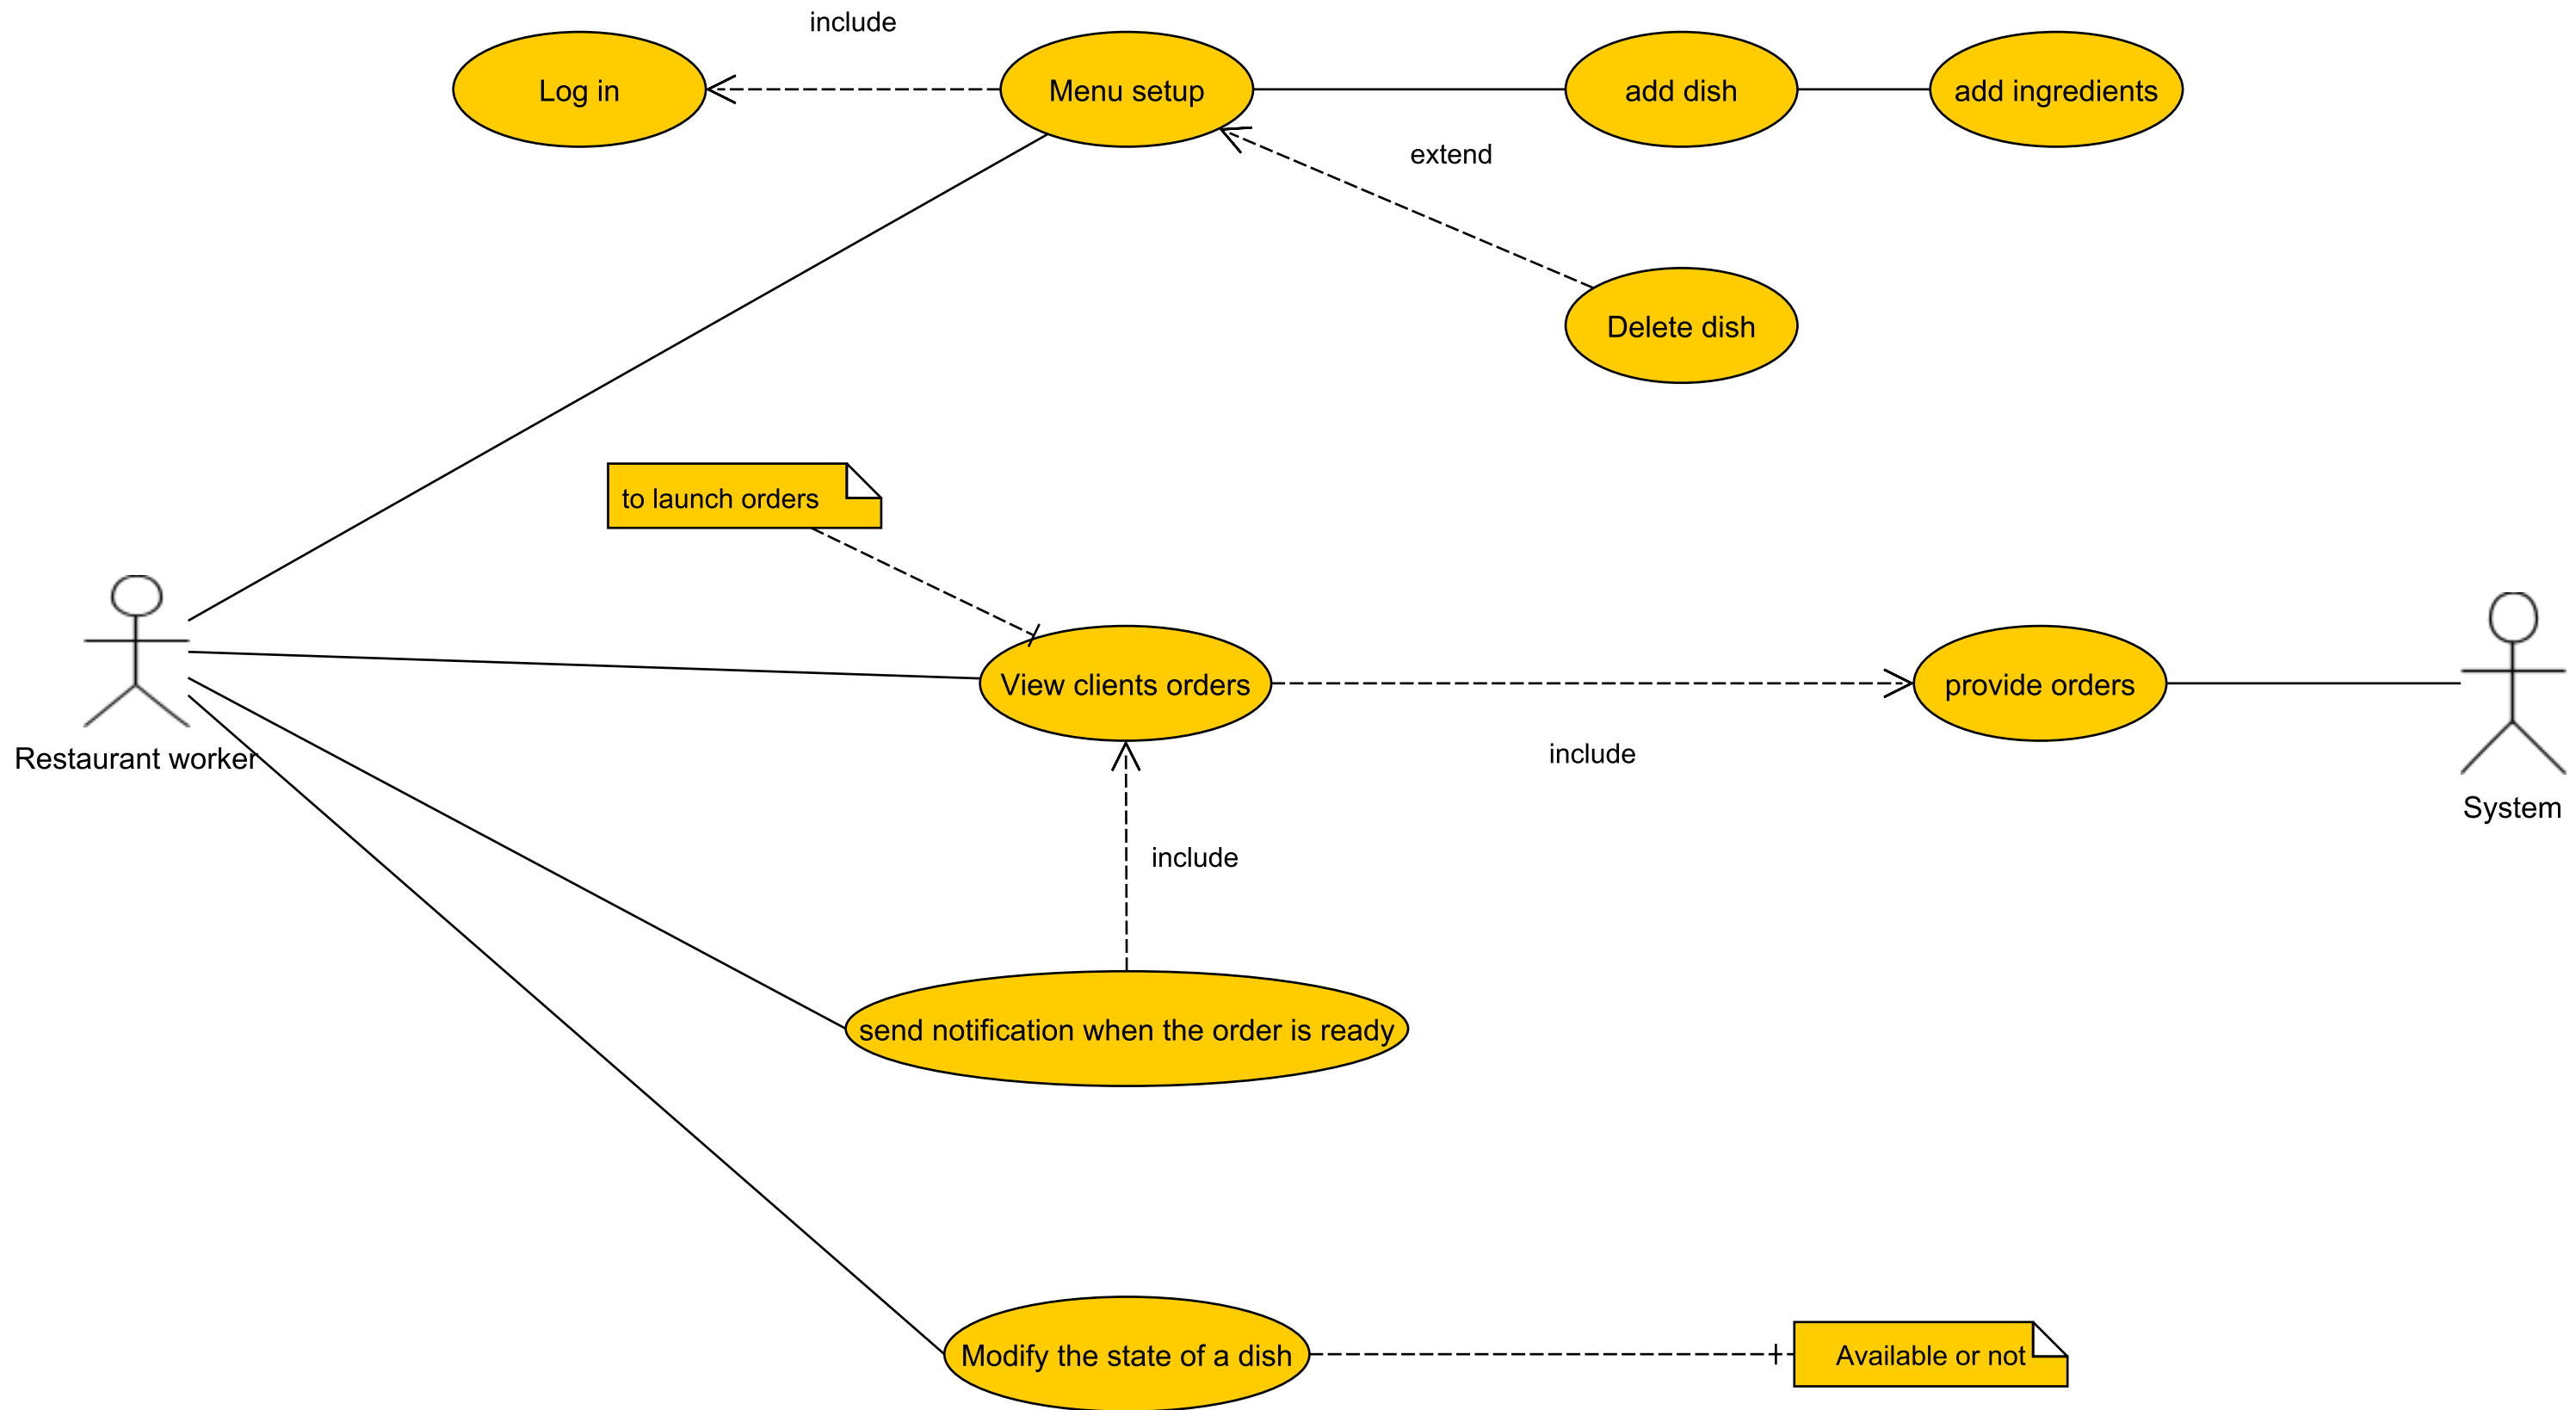 include
Log in
Menu setup
add dish
add ingredients
extend
Delete dish
to launch orders
Restaurant worker
View clients orders
provide orders
include
System
include
send notification when the order is ready
Modify the state of a dish
Available or not